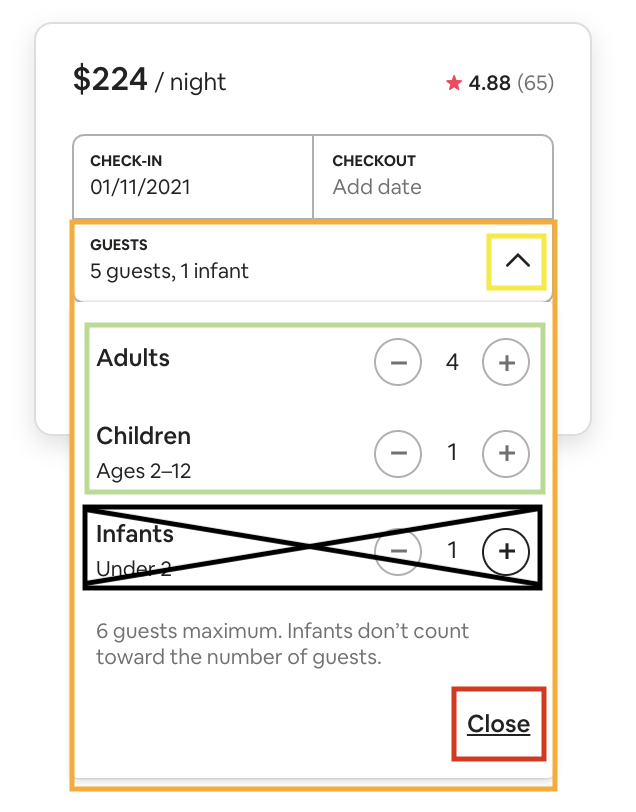 $224 / night
4.88 (65)
CHECK-IN
01/11/2021
CHECKOUT
Add date
GUESTS
5 guests, 1 infant
Adults
4
Children
Ages 2–12
1
Infants
Under 2
1
6 guests maximum. Infants don’t count
toward the number of guests.
Close